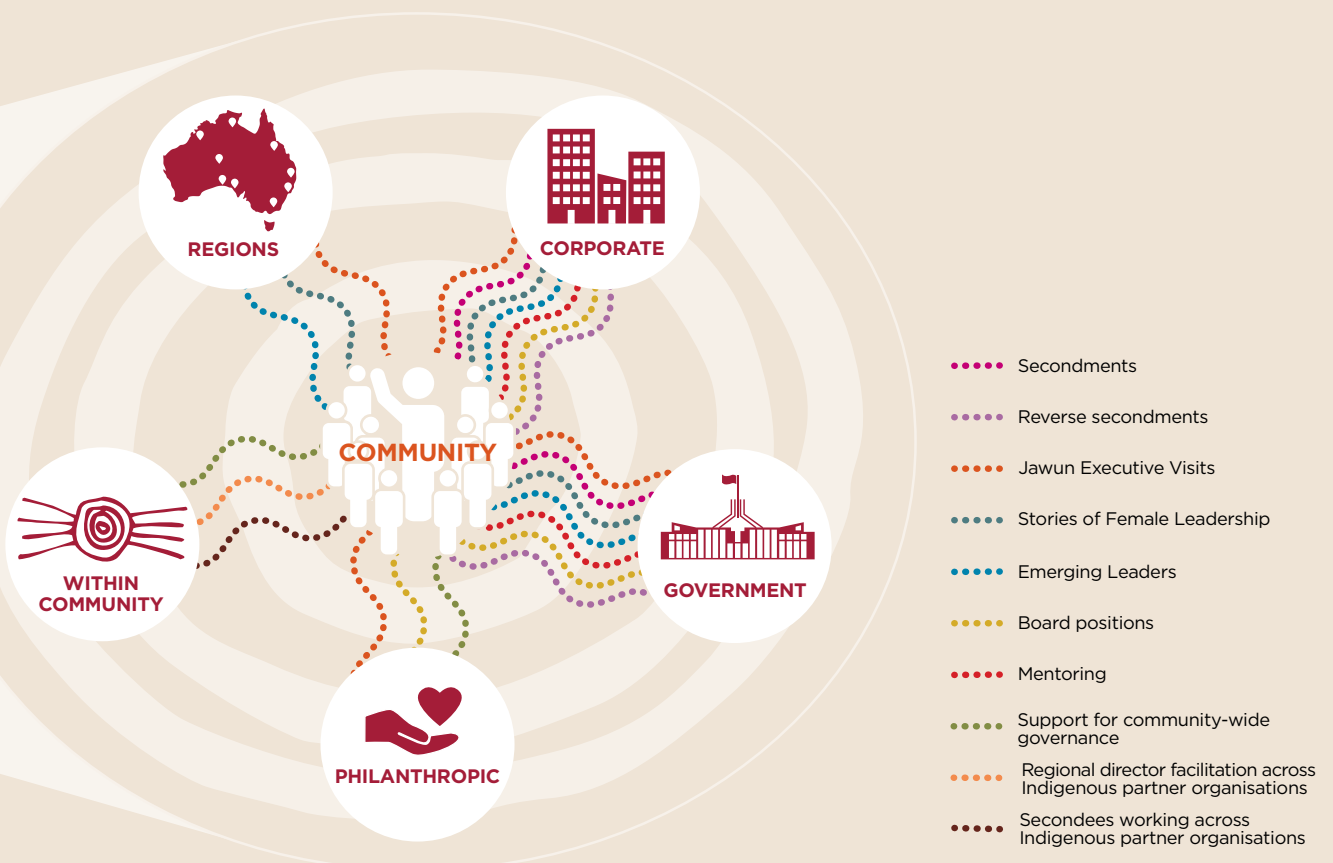 REGIONS
CORPORATE
COMMUNITY
WITHIN
COMMUNITY
GOVERNMENT
PHILANTHROPIC
Secondments
Reverse secondments
Jawun Executive Visits
Stories of Female Leadership
Emerging Leaders
Board positions
Mentoring
Support for community-wide
governance
Regional director facilitation across
Indigenous partner organisations
Secondees working across
Indigenous partner organisations